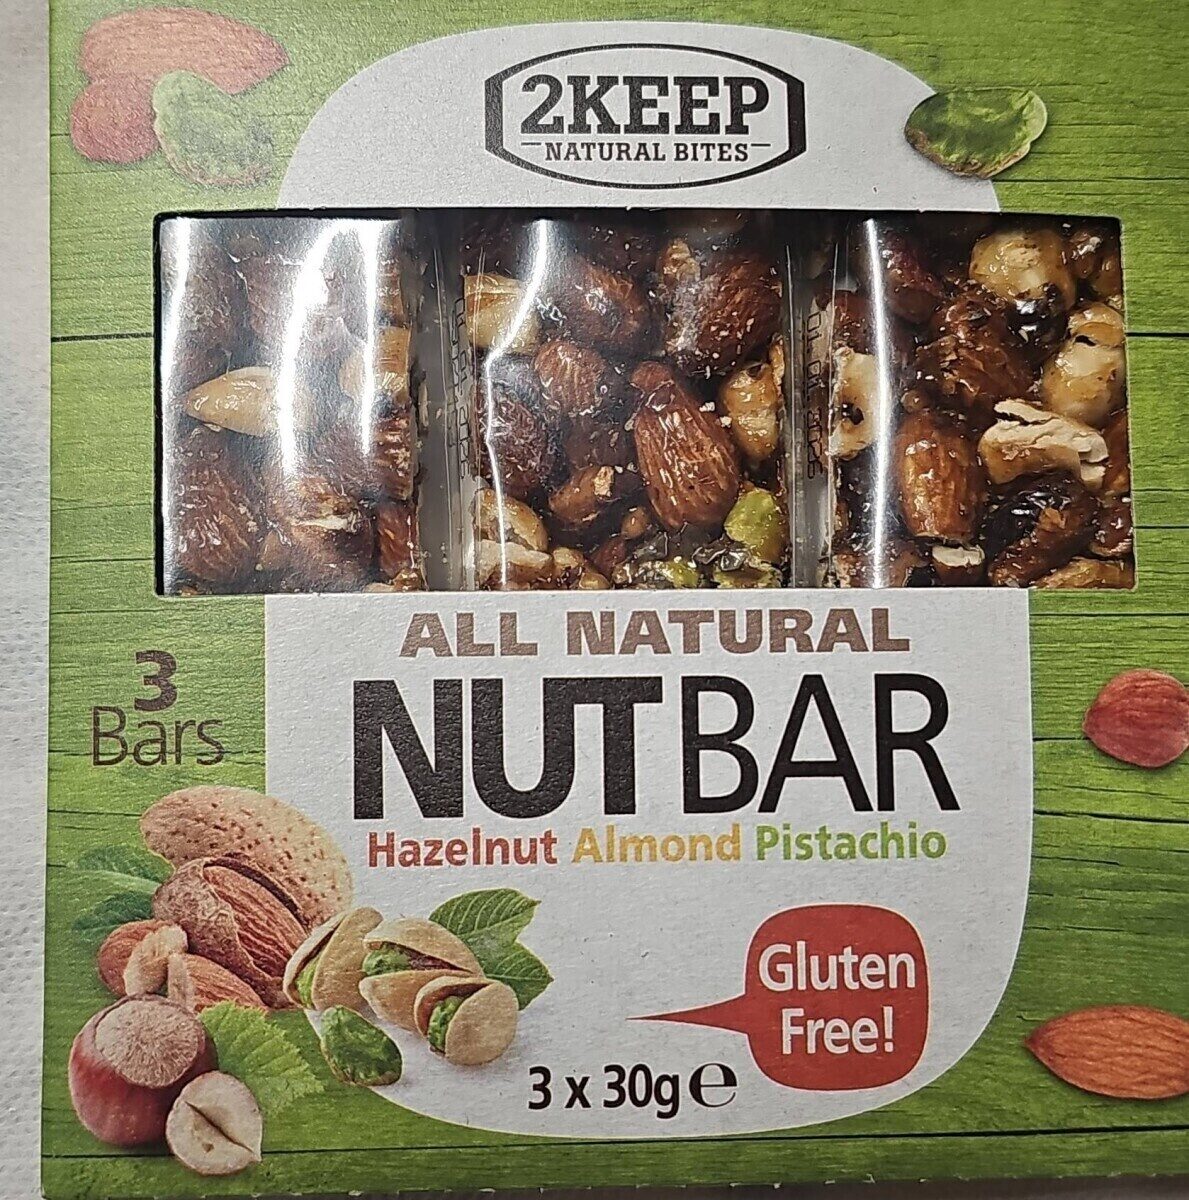 2KEEP
NATURAL BITES
ALL NATURAL
NUTBAR
Hazelnut Almond Pistachio
3
Bars
Gluten
Free!
3 x 30g ℮